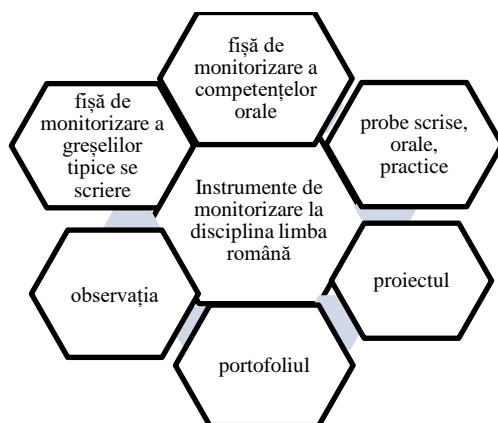 fișă de
monitorizare a
competențelor
orale
fișă de
monitorizare a
greșelilor
tipice se
scriere
probe scrise,
orale,
practice
Instrumente de
monitorizare la
disciplina limba
română
observația
proiectul
portofoliul